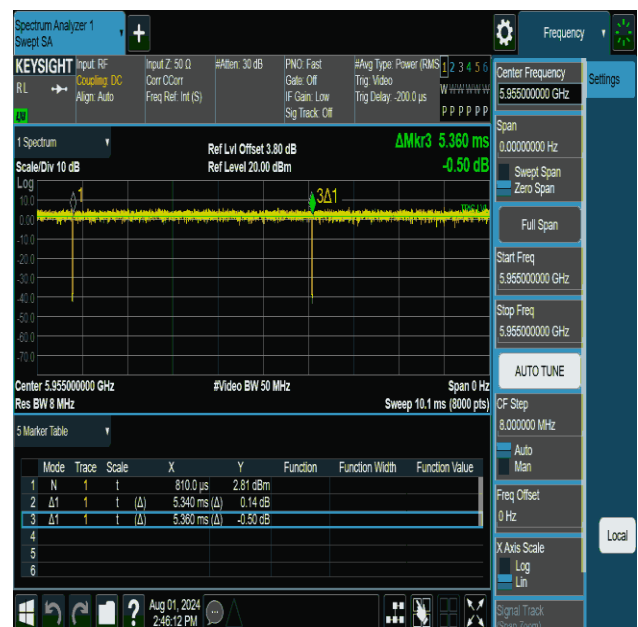 Spectrum Analyzer 1
Swept SA
Frequency
KEYSIGHT
RL
Input: RF
Coupling: DC
Align: Auto
Input Z: 50 Ω
Corr CCorr
Freq Ref: Int (S)
#Atten: 30 dB
PNO: Fast
Gate: Off
IF Gain: Low
Sig Track: Off
#Avg Type: Power (RMS
Trig: Video
Trig Delay: -200.0 µs
1 2 3 4 5 6
W W W W W W
P P P P P P
1 Spectrum
Scale/Div 10 dB
Ref Lvl Offset 3.80 dB
Ref Level 20.00 dBm
ΔMkr3 5.360 ms
-0.50 dB
Log
10.0
0.00
-10.0
-20.0
-30.0
-40.0
-50.0
-60.0
-70.0
1
3Δ1
Center 5.955000000 GHz
#Video BW 50 MHz
Span 0 Hz
Res BW 8 MHz
Sweep 10.1 ms (8000 pts)
5 Marker Table
Mode Trace Scale X Y Function Function Width Function Value
1 N 1 t 810.0 µs 2.81 dBm
2 Δ1 1 t (Δ) 5.340 ms (Δ) 0.14 dB
3 Δ1 1 t (Δ) 5.360 ms (Δ) -0.50 dB
4
5
6
Aug 01, 2024
2:46:12 PM
Center Frequency
5.955000000 GHz
Span
0.00000000 Hz
Swept Span
Zero Span
Full Span
Start Freq
5.955000000 GHz
Stop Freq
5.955000000 GHz
AUTO TUNE
CF Step
8.000000 MHz
Auto
Man
Freq Offset
0 Hz
X Axis Scale
Log
Lin
Signal Track
(Span Zoom)
Settings
Local